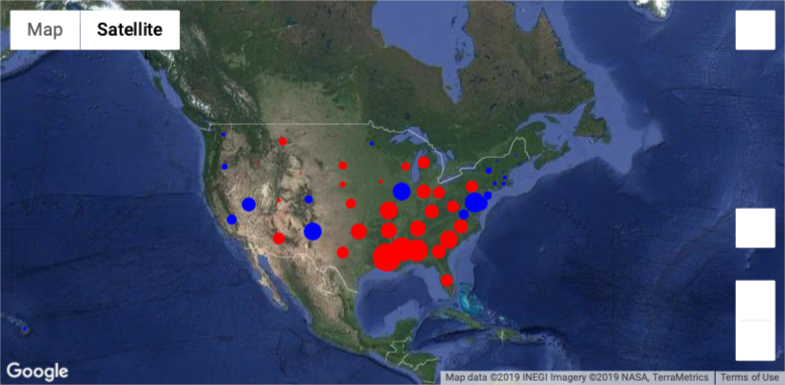 Map Satellite
Google
Map data ©2019 INEGI Imagery ©2019 NASA, TerraMetrics Terms of Use